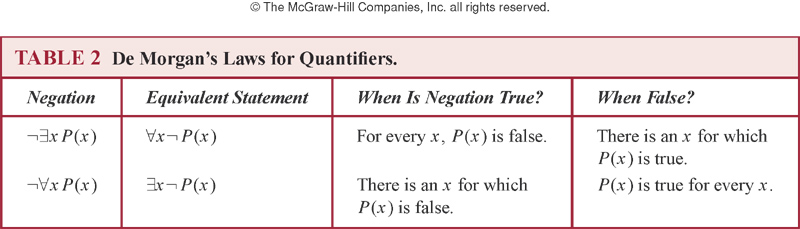 © The McGraw-Hill Companies, Inc. all rights reserved.
TABLE 2 De Morgan's Laws for Quantifiers.
Negation Equivalent Statement When Is Negation True? When False?
¬∃xP(x) ∀x¬P(x) For every x, P(x) is false. There is an x for which
P(x) is true.
¬∀xP(x) ∃x¬P(x) There is an x for which P(x) is true for every x.
P(x) is false.